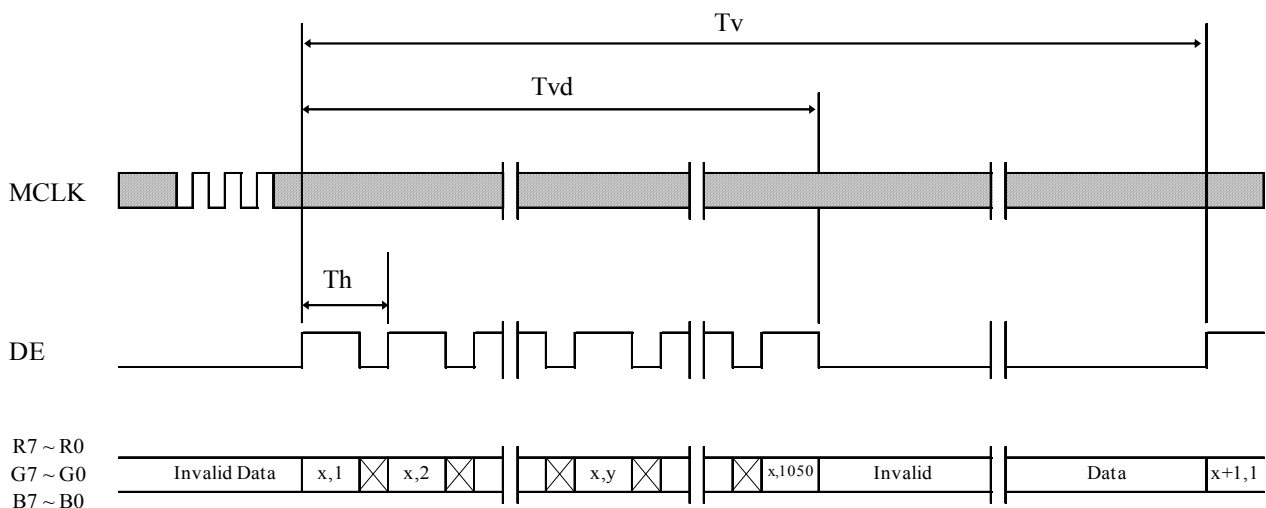 Tv
Tvd
MCLK
Th
DE
R7 ~ R0
G7 ~ G0
B7 ~ B0
Invalid Data x,1 x,2 x,y x,1050 Invalid Data x+1,1